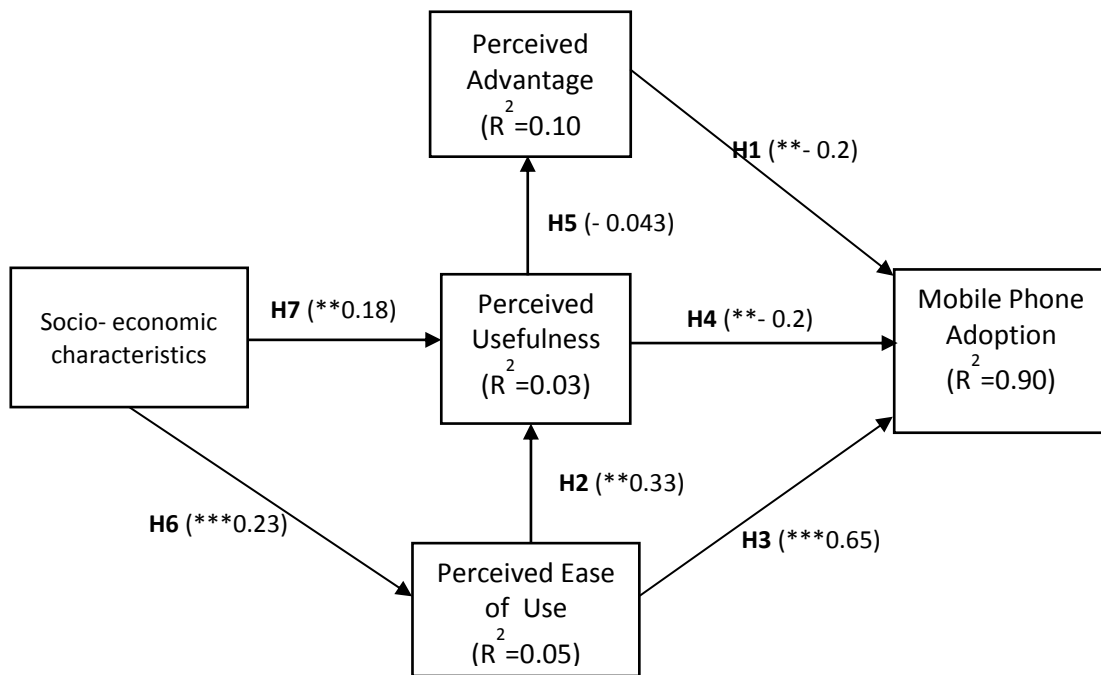 Perceived
Advantage
(R²=0.10
H1 (**- 0.2)
H5 (- 0.043)
Socio- economic
characteristics
H7 (**0.18)
Perceived
Usefulness
(R²=0.03)
H4 (**- 0.2)
Mobile Phone
Adoption
(R²=0.90)
H2 (**0.33)
H6 (***0.23)
H3 (***0.65)
Perceived Ease
of Use
(R²=0.05)